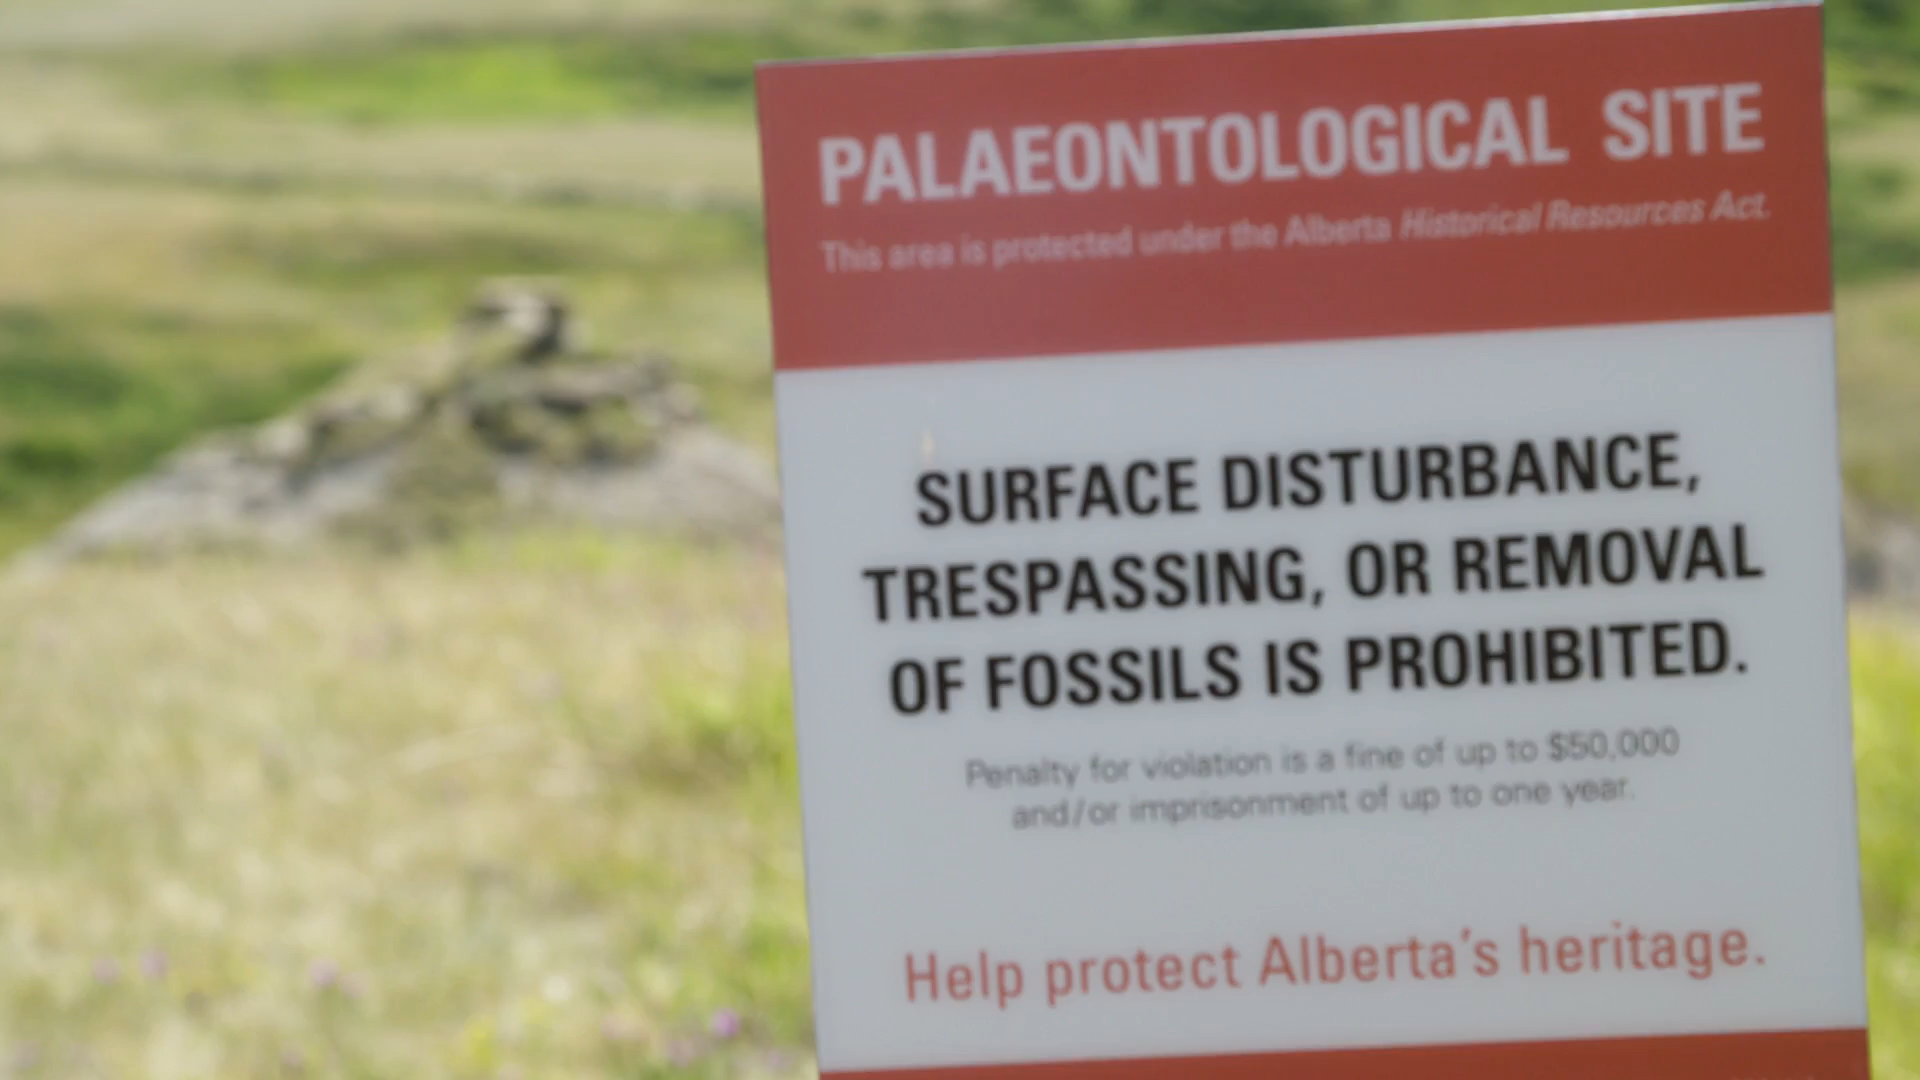 PALAEONTOLOGICAL SITE
This area is protected under the Alberta Historical Resources Act.
SURFACE DISTURBANCE,
TRESPASSING, OR REMOVAL
OF FOSSILS IS PROHIBITED.
Penalty for violation is a fine of up to $50,000
and/or imprisonment of up to one year.
Help protect Alberta's heritage.